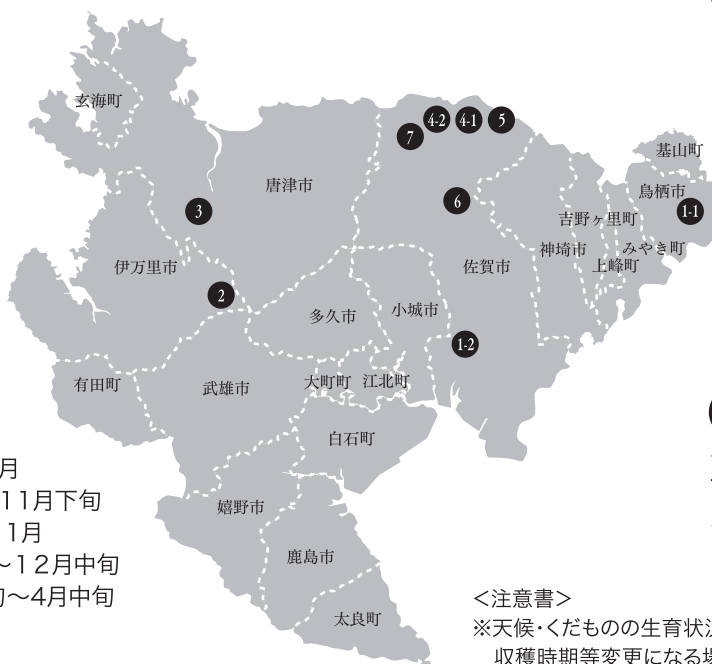 玄海町
4-2
4-1
5
7
基山町
唐津市
鳥栖市
6
3
1-1
吉野ヶ里町
神埼市
みやき町
上峰町
伊万里市
佐賀市
2
多久市
小城市
1-2
有田町
武雄市
大町町
江北町
白石町
月
11月下旬
嬉野市
1月
鹿島市
～12月中旬
～4月中旬
＜注意書＞
太良町
※天候・くだものの生育状況
収穫時期等変更になる場